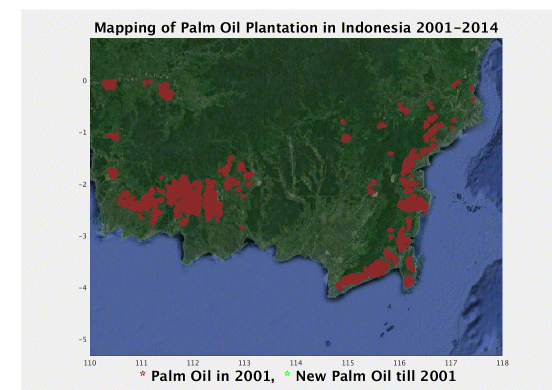 Mapping of Palm Oil Plantation in Indonesia 2001-2014
0
-1
-2
-3
-4
-5
110 111 112 113 114 115 116 117 118
* Palm Oil in 2001, * New Palm Oil till 2001